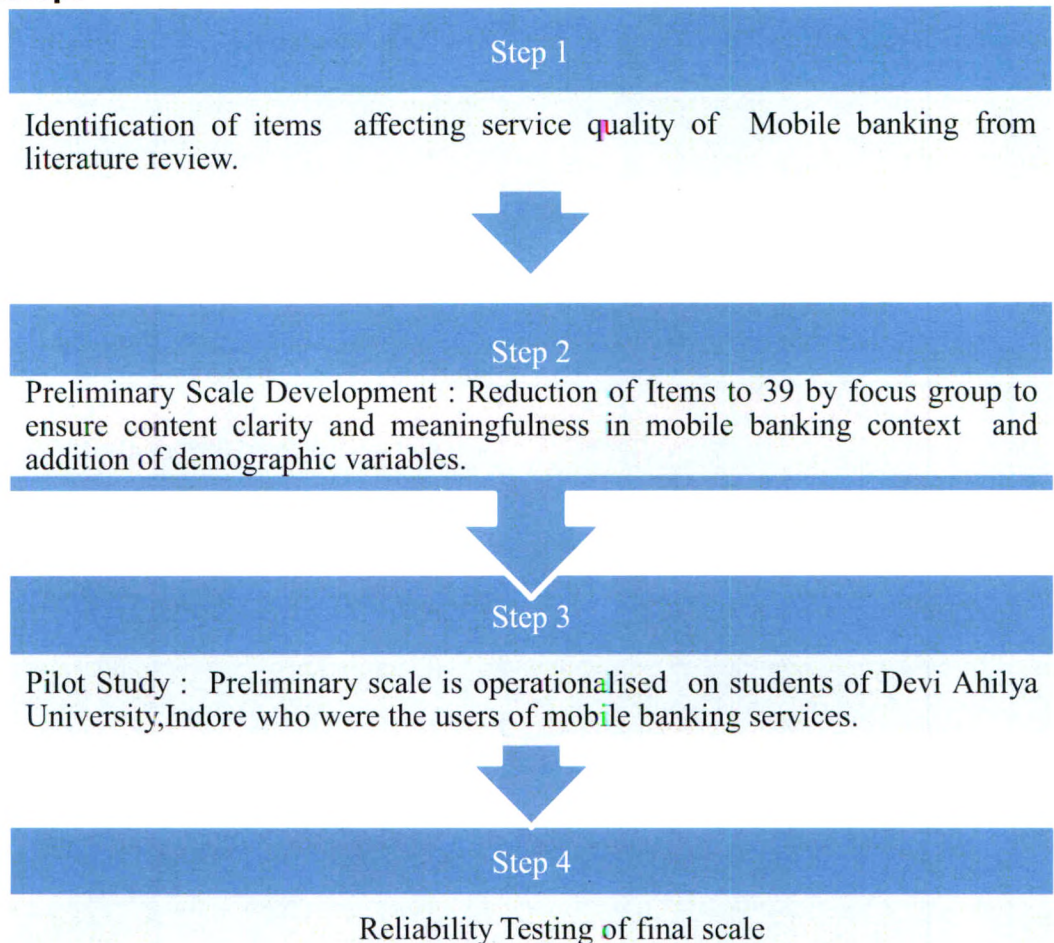 Step 1
Identification of items affecting service quality of Mobile banking from
literature review.
Step 2
Preliminary Scale Development : Reduction of Items to 39 by focus group to
ensure content clarity and meaningfulness in mobile banking context and
addition of demographic variables.
Step 3
Pilot Study : Preliminary scale is operationalised on students of Devi Ahilya
University,Indore who were the users of mobile banking services.
Step 4
Reliability Testing of final scale